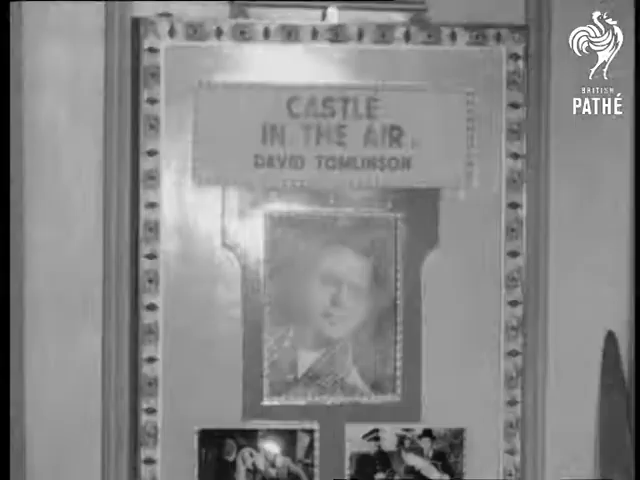 BRITISH
PATHÉ
CASTLE
IN THE AIR
DAVID TOMLINSON